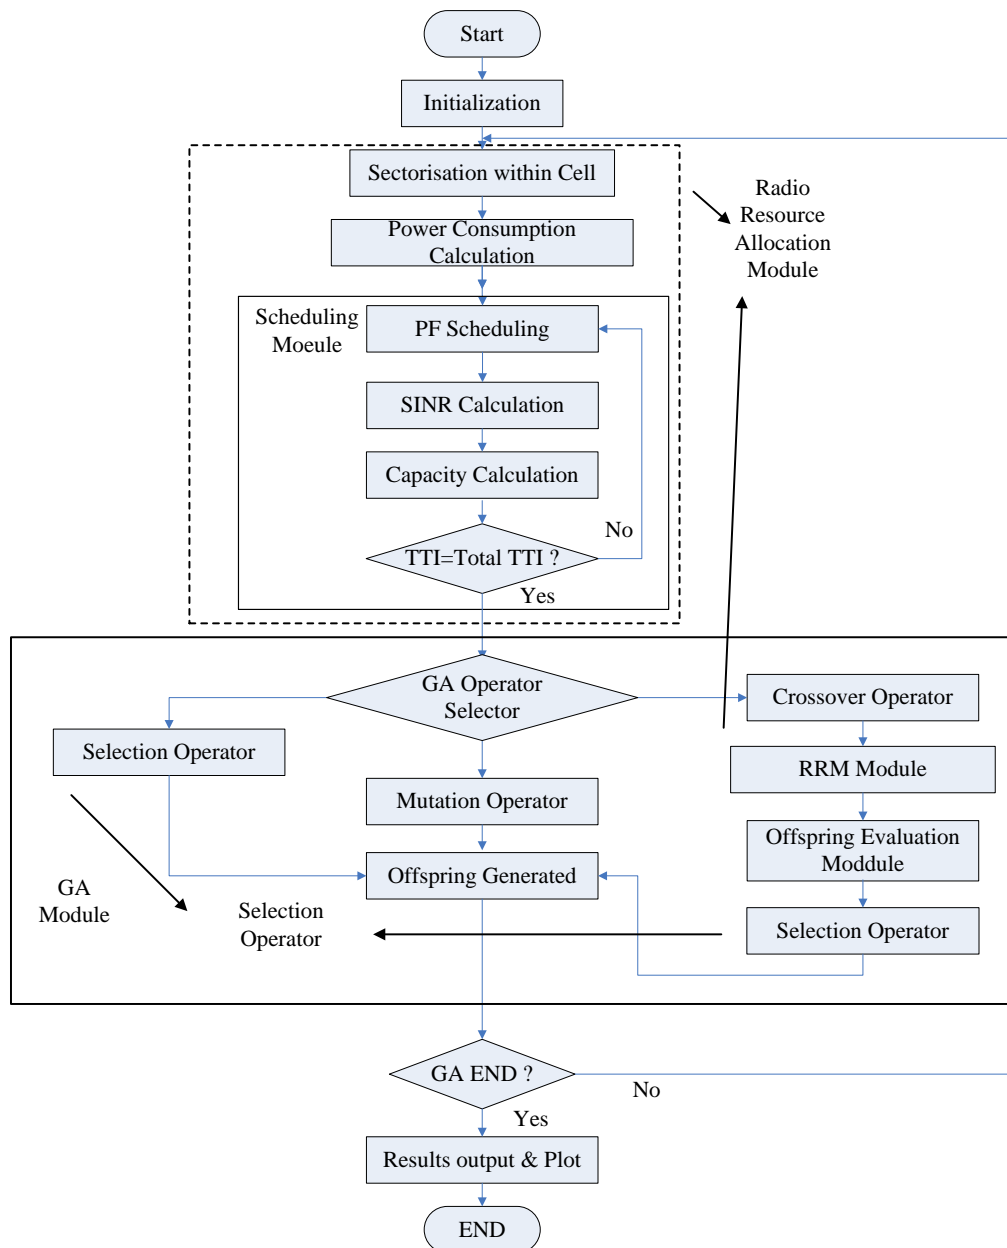 Start
Initialization
Sectorisation within Cell
Radio
Resource
Allocation
Module
Power Consumption
Calculation
Scheduling
Moeule
PF Scheduling
SINR Calculation
Capacity Calculation
No
TTI=Total TTI ?
Yes
GA Operator
Selector
Crossover Operator
Selection Operator
RRM Module
Mutation Operator
Offspring Evaluation
Moddule
Offspring Generated
GA
Module
Selection
Operator
Selection Operator
GA END ?
No
Yes
Results output & Plot
END